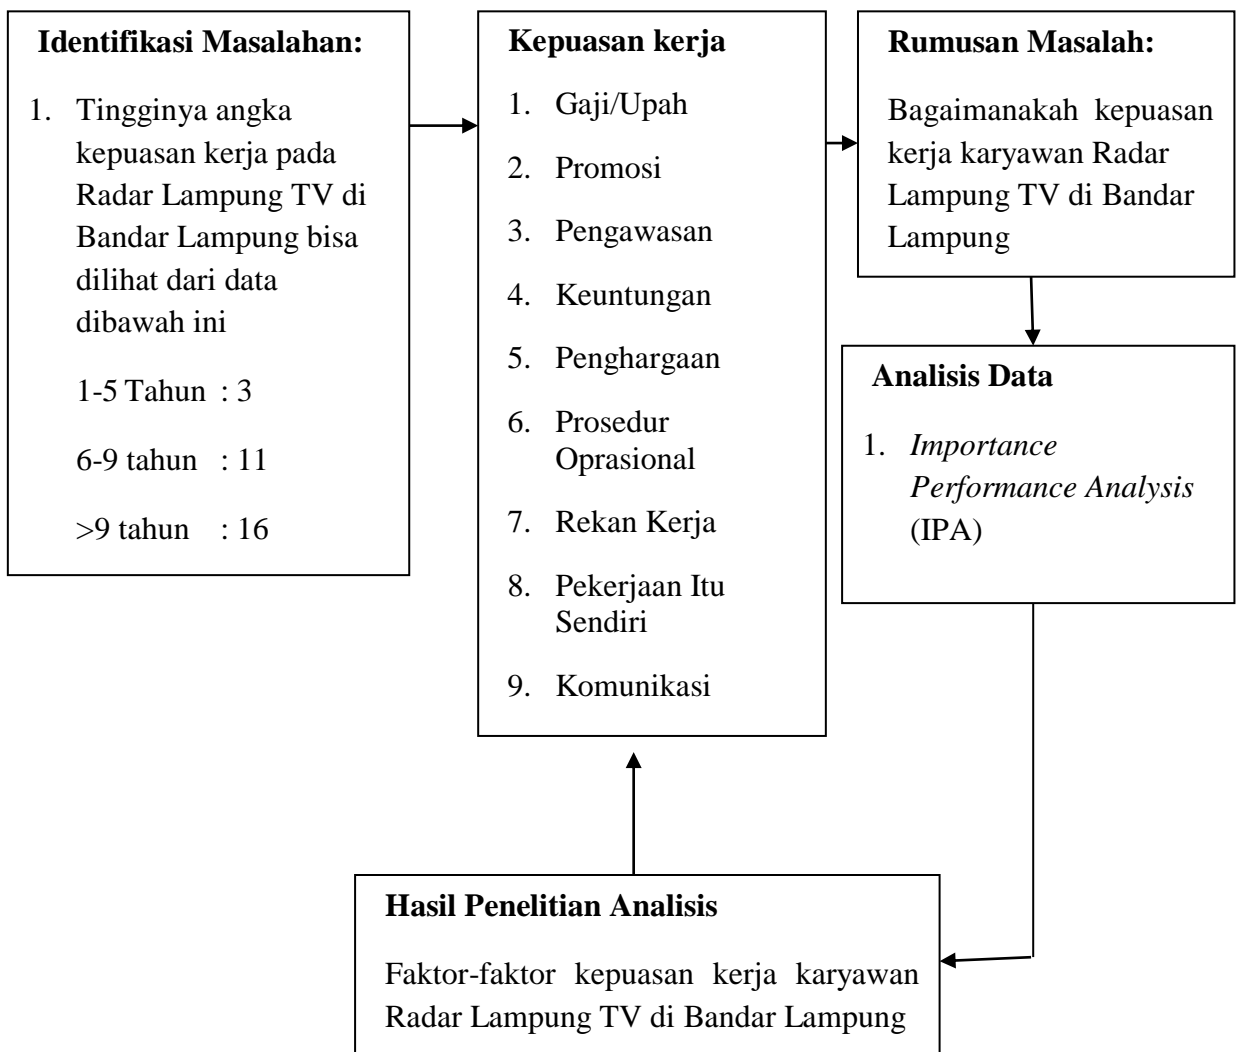 Identifikasi Masalahan:
1. Tingginya angka
kepuasan kerja pada
Radar Lampung TV di
Bandar Lampung bisa
dilihat dari data
dibawah ini
1-5 Tahun : 3
6-9 tahun : 11
>9 tahun : 16
Kepuasan kerja
1. Gaji/Upah
2. Promosi
3. Pengawasan
4. Keuntungan
5. Penghargaan
6. Prosedur
Oprasional
7. Rekan Kerja
8. Pekerjaan Itu
Sendiri
9. Komunikasi
Rumusan Masalah:
Bagaimanakah kepuasan
kerja karyawan Radar
Lampung TV di Bandar
Lampung
Analisis Data
1. Importance
Performance Analysis
(IPA)
Hasil Penelitian Analisis
Faktor-faktor kepuasan kerja karyawan
Radar Lampung TV di Bandar Lampung